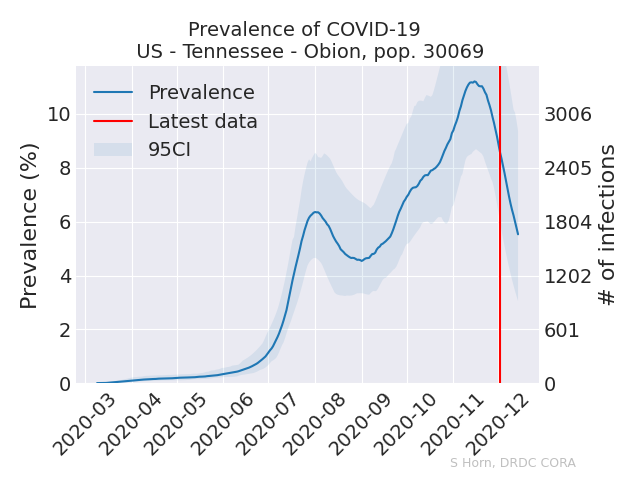 Prevalence of COVID-19
US - Tennessee - Obion, pop. 30069
Prevalence
Latest data
95CI
Prevalence (%)
10
8
6
4
2
0
3006
2405
1804
1202
601
0
# of infections
2020-03
2020-04
2020-05
2020-06
2020-07
2020-08
2020-09
2020-10
2020-11
2020-12
S Horn, DRDC CORA